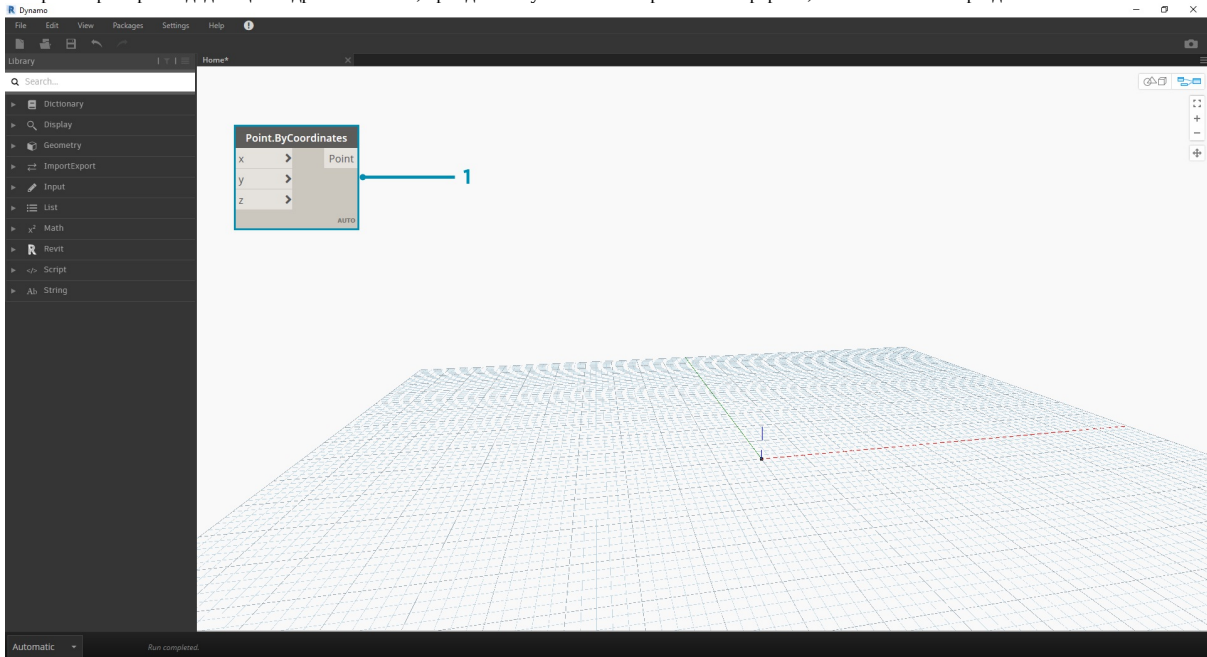 Dynamo
File Edit View Packages Settings Help
Library
Home*
Search...
Dictionary
Display
Geometry
ImportExport
Input
List
Math
Revit
Script
String
Point.ByCoordinates
x Point
y
z
AUTO
1
Automatic
Run completed.